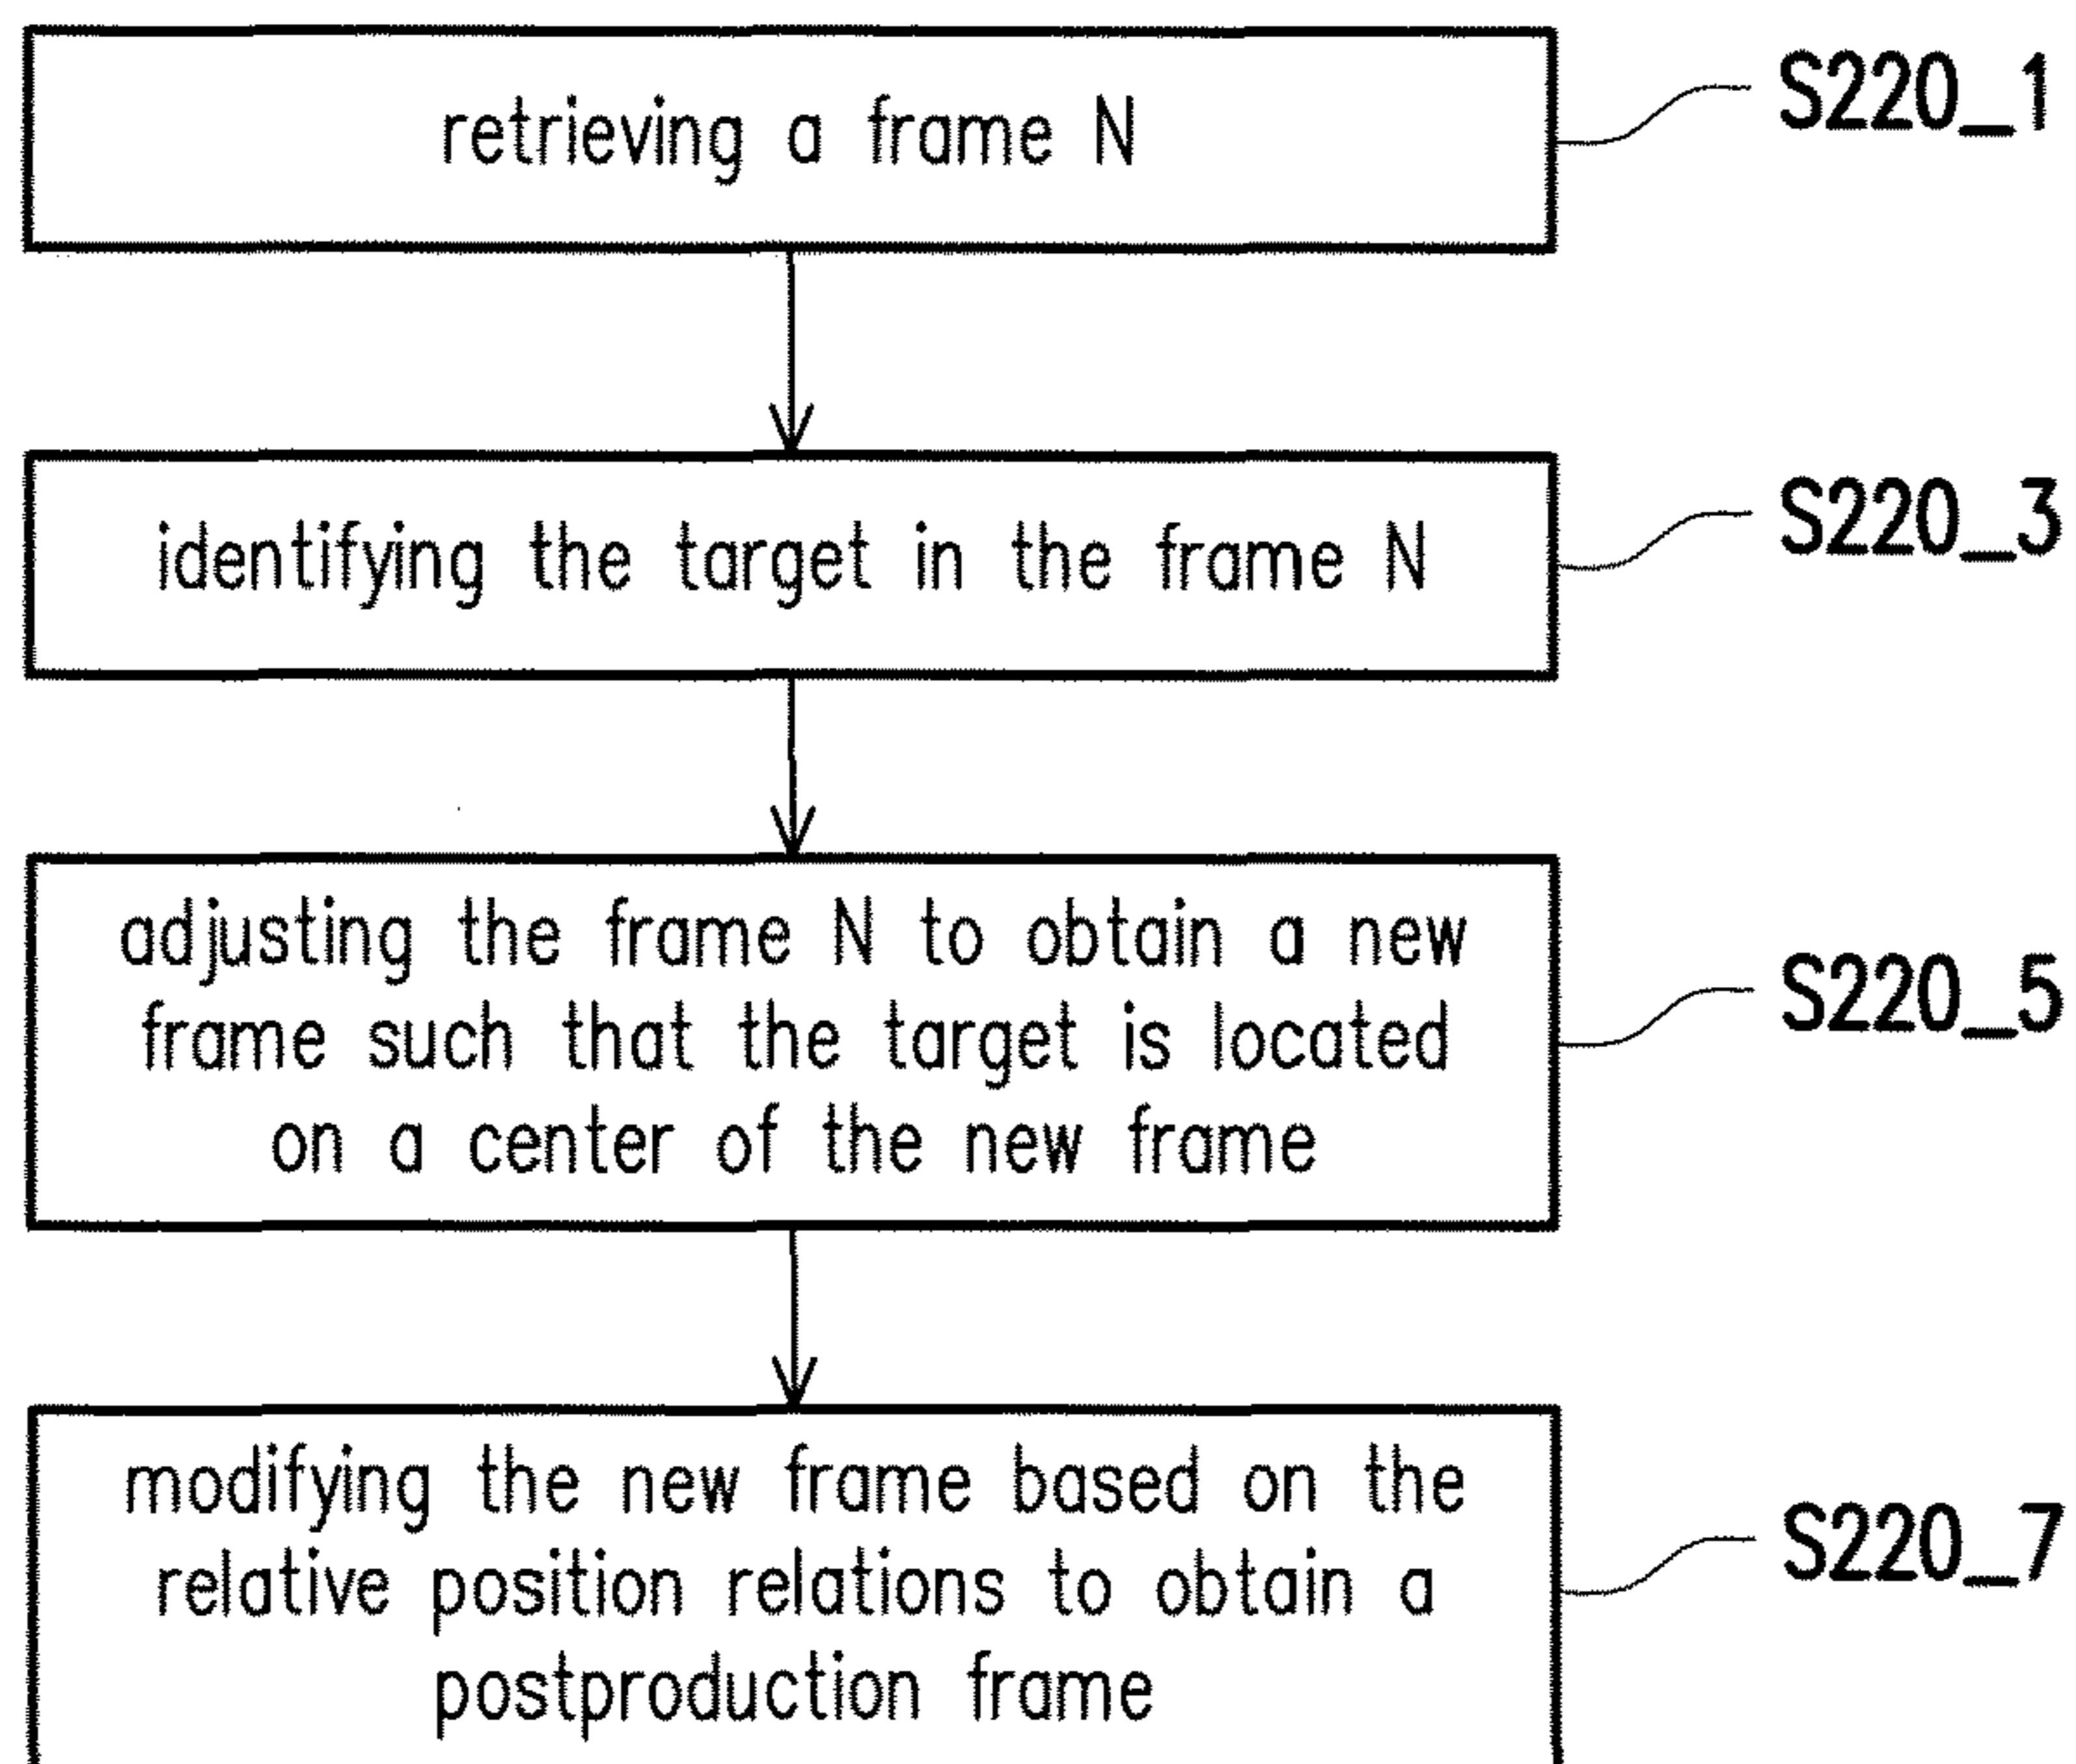 retrieving a frame N
S220_1
identifying the target in the frame N
S220_3
adjusting the frame N to obtain a new
frame such that the target is located
on a center of the new frame
S220_5
modifying the new frame based on the
relative position relations to obtain a
postproduction frame
S220_7